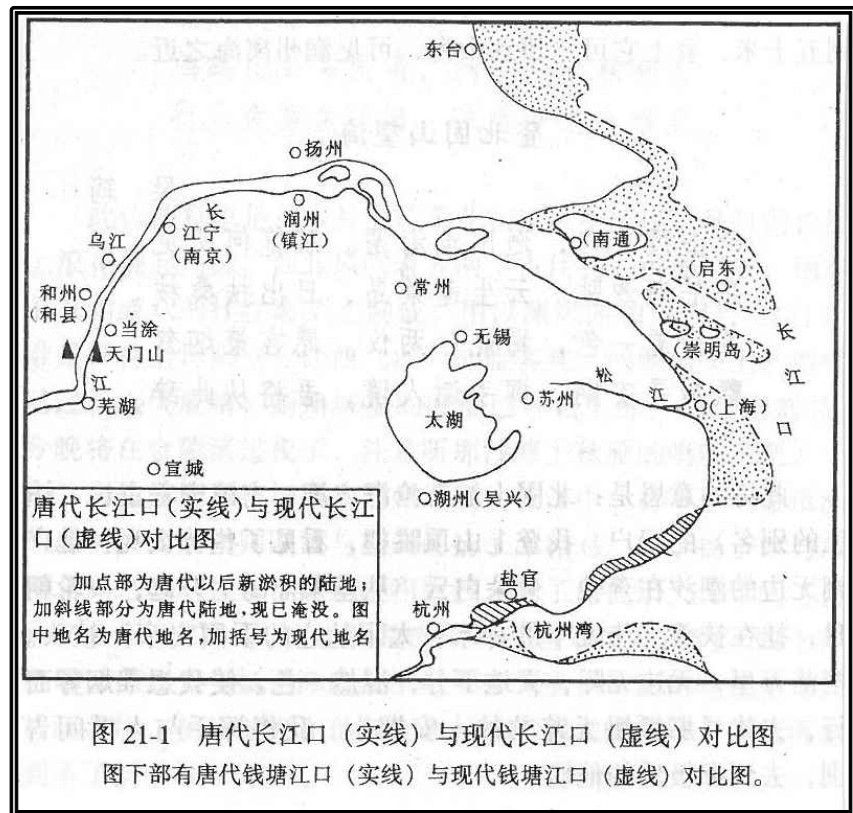 东台
扬州
长
江宁
(南京)
润州
(镇江)
乌江
(南通)
(启东)
和州
(和县)
常州
当涂
天门山
无锡
(崇明岛)
长
江
口
江
芜湖
太湖
苏州
松
江
(上海)
宣城
湖州(吴兴)
唐代长江口(实线)与现代长江
口(虚线)对比图
加点部为唐代以后新淤积的陆地;
加斜线部分为唐代陆地,现已淹没。图
中地名为唐代地名,加括号为现代地名
盐官
杭州
(杭州湾)
图 21-1 唐代长江口(实线)与现代长江口(虚线)对比图
图下部有唐代钱塘江口(实线)与现代钱塘江口(虚线)对比图。